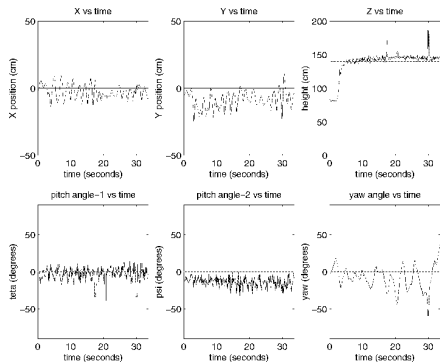 X vs time
Y vs time
Z vs time
50
0
−50
X position (cm)
0 10 20 30
time (seconds)
50
0
−50
Y position (cm)
0 10 20 30
time (seconds)
200
150
100
50
0
height (cm)
0 10 20 30
time (seconds)
pitch angle-1 vs time
pitch angle-2 vs time
yaw angle vs time
50
0
−50
teta (degrees)
0 10 20 30
time (seconds)
50
0
−50
psi (degrees)
0 10 20 30
time (seconds)
50
0
−50
yaw (degrees)
0 10 20 30
time (seconds)